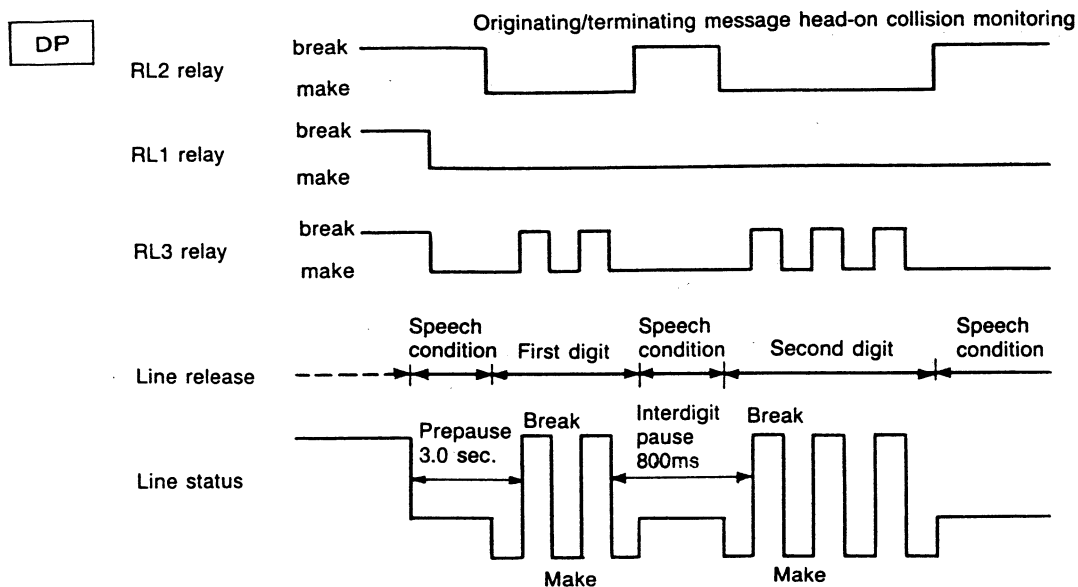 Originating/terminating message head-on collision monitoring
DP
RL2 relay
break
make
RL1 relay
break
make
RL3 relay
break
make
Speech
condition
First digit
Speech
condition
Second digit
Speech
condition
Line release
Prepause
3.0 sec.
Break
Interdigit
pause
800ms
Break
Line status
Make
Make